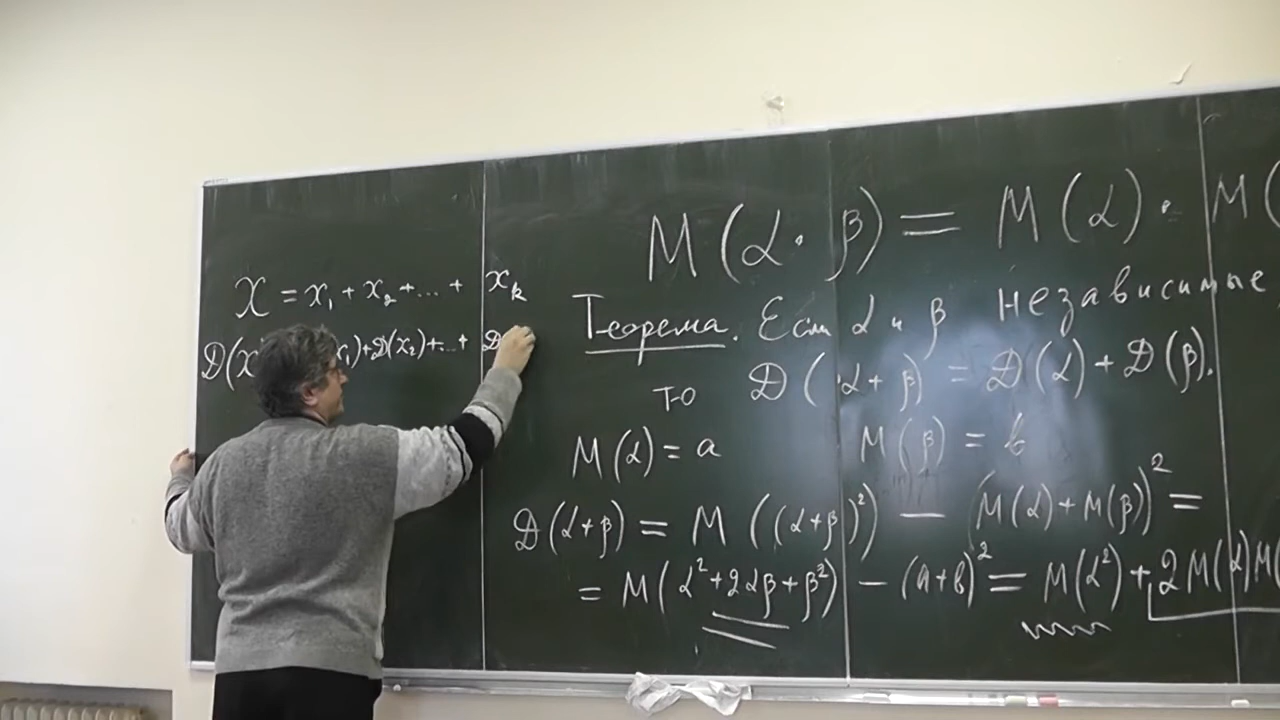 X = x₁ + x₂ + ... + x_k
D(x x₁) + D(x₂) + ... + D
M(α · β) = M(α) · M(
Теорема. Если α и β независимые,
то D(α + β) = D(α) + D(β).
M(α) = a M(β) = b
D(α+β) = M((α+β)²) — (M(α) + M(β))² =
= M(α² + 2αβ + β²) — (a+b)² = M(α²) + 2M(α)M(